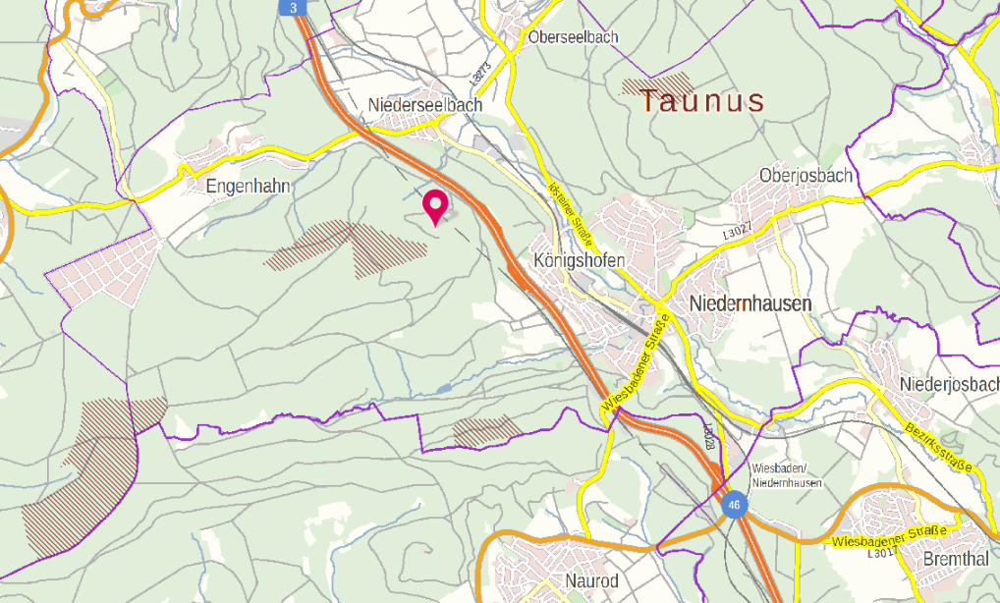 3
Oberseelbach
L3273
Taunus
Niederseelbach
Engenhahn
Oberjosbach
Idsteiner Straße
L3027
Königshofen
Niedernhausen
Wiesbadener Straße
Niederjosbach
L3028
Bezirksstraße
Wiesbaden/
Niedernhausen
46
Wiesbadener Straße
L3017
Bremthal
Naurod